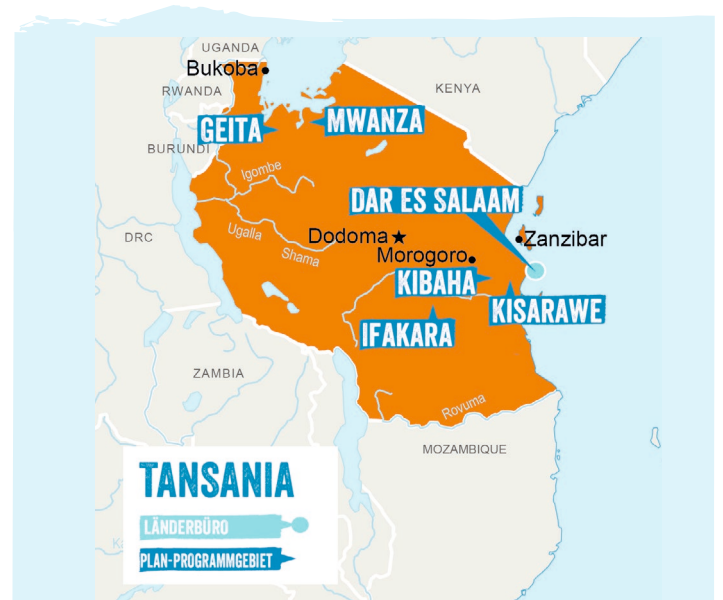 UGANDA
Bukoba
RWANDA
KENYA
GEITA
MWANZA
BURUNDI
Igombe
DAR ES SALAAM
Ugalla
Dodoma
Zanzibar
DRC
Shama
Morogoro
KIBAHA
KISARAWE
IFAKARA
ZAMBIA
Rovuma
MOZAMBIQUE
TANSANIA
LÄNDERBÜRO
PLAN-PROGRAMMGEBIET